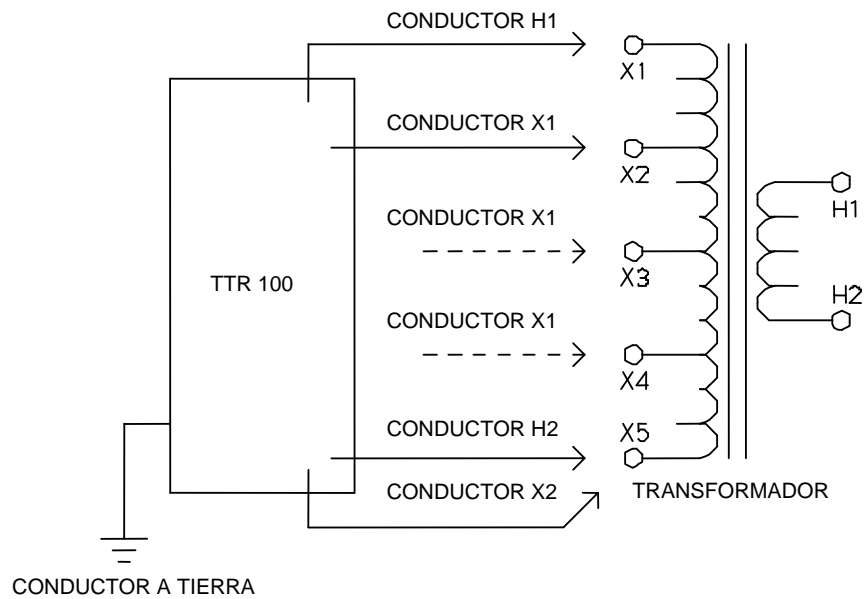 CONDUCTOR H1
X1
CONDUCTOR X1
X2
H1
CONDUCTOR X1
TTR 100
X3
H2
CONDUCTOR X1
X4
CONDUCTOR H2
X5
CONDUCTOR X2
TRANSFORMADOR
CONDUCTOR A TIERRA